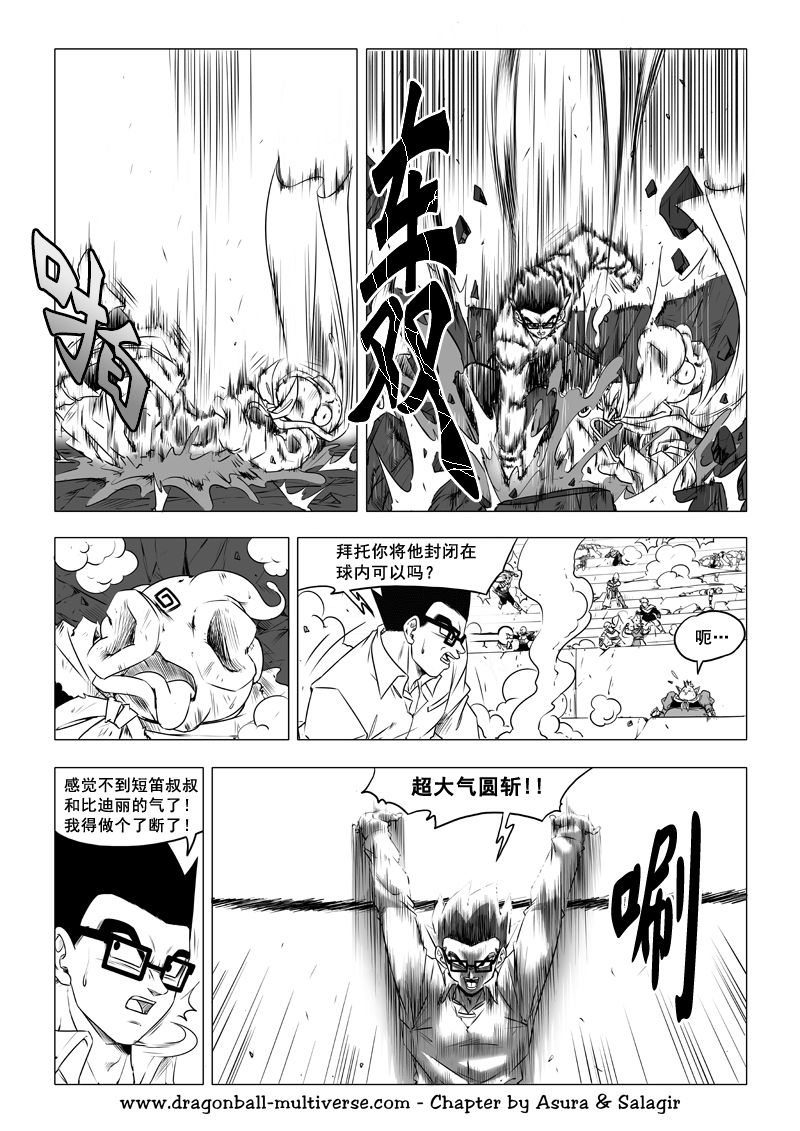 啪
轰
拜托你将他封闭在
球内可以吗？
呃…
感觉不到短笛叔叔
和比迪丽的气了！
我得做个了断了！
超大气圆斩！！
唰
www.dragonball-multiverse.com - Chapter by Asura & Salagir